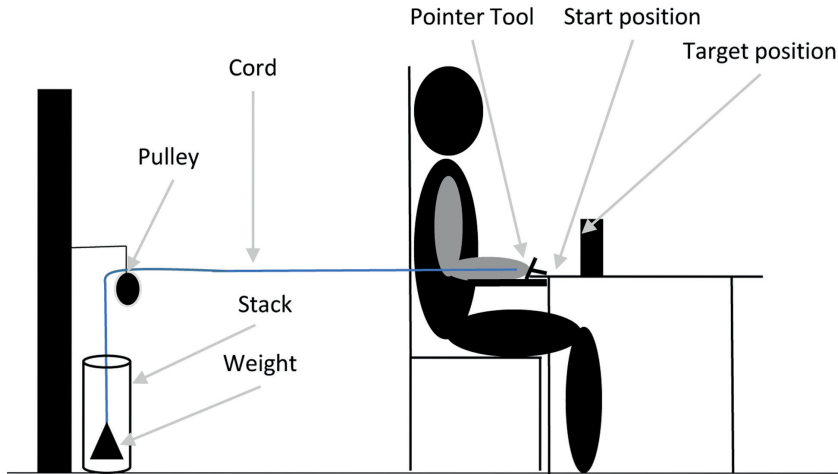 Pointer Tool
Start position
Target position
Cord
Pulley
Stack
Weight